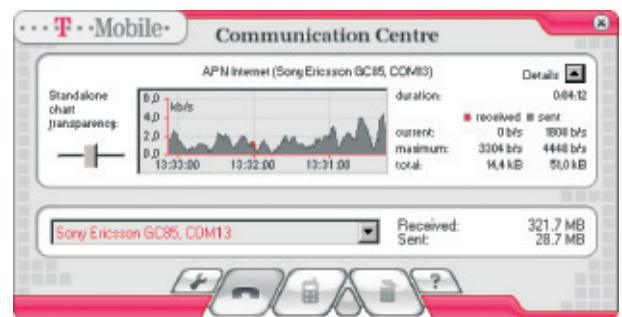 T··Mobile·
Communication Centre
APN Internet (Sony Ericsson GC85, COM13)
Details
Standalone
chart
transparency:
6,0
kb/s
4,0
2,0
0,0
13:33:00 13:32:00 13:31:00
duration: 0:04:12
received sent
current: 0 b/s 1808 b/s
maximum: 3304 b/s 4448 b/s
total: 14,4 kB 51,0 kB
Sony Ericsson GC85, COM13
Received: 321.7 MB
Sent: 28.7 MB
?